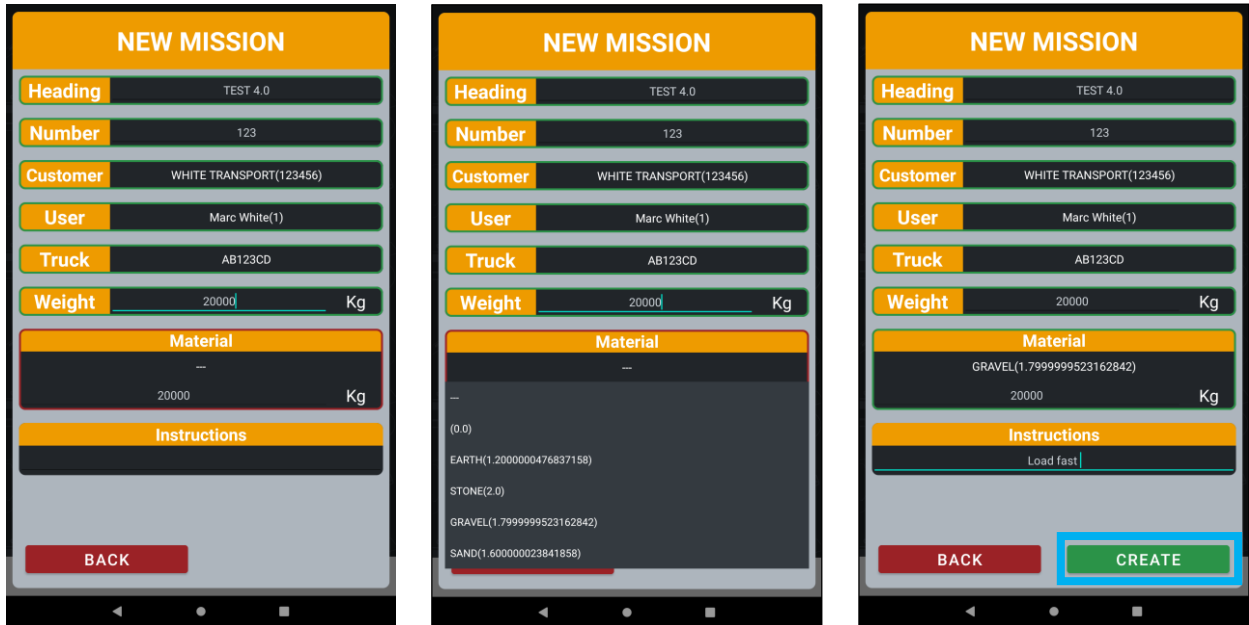 NEW MISSION
Heading TEST 4.0
Number 123
Customer WHITE TRANSPORT(123456)
User Marc White(1)
Truck AB123CD
Weight 20000 Kg
Material
---
20000 Kg
Instructions
BACK
NEW MISSION
Heading TEST 4.0
Number 123
Customer WHITE TRANSPORT(123456)
User Marc White(1)
Truck AB123CD
Weight 20000 Kg
Material
---
---
(0.0)
EARTH(1.2000000476837158)
STONE(2.0)
GRAVEL(1.7999999523162842)
SAND(1.600000023841858)
NEW MISSION
Heading TEST 4.0
Number 123
Customer WHITE TRANSPORT(123456)
User Marc White(1)
Truck AB123CD
Weight 20000 Kg
Material
GRAVEL(1.7999999523162842)
20000 Kg
Instructions
Load fast
BACK CREATE